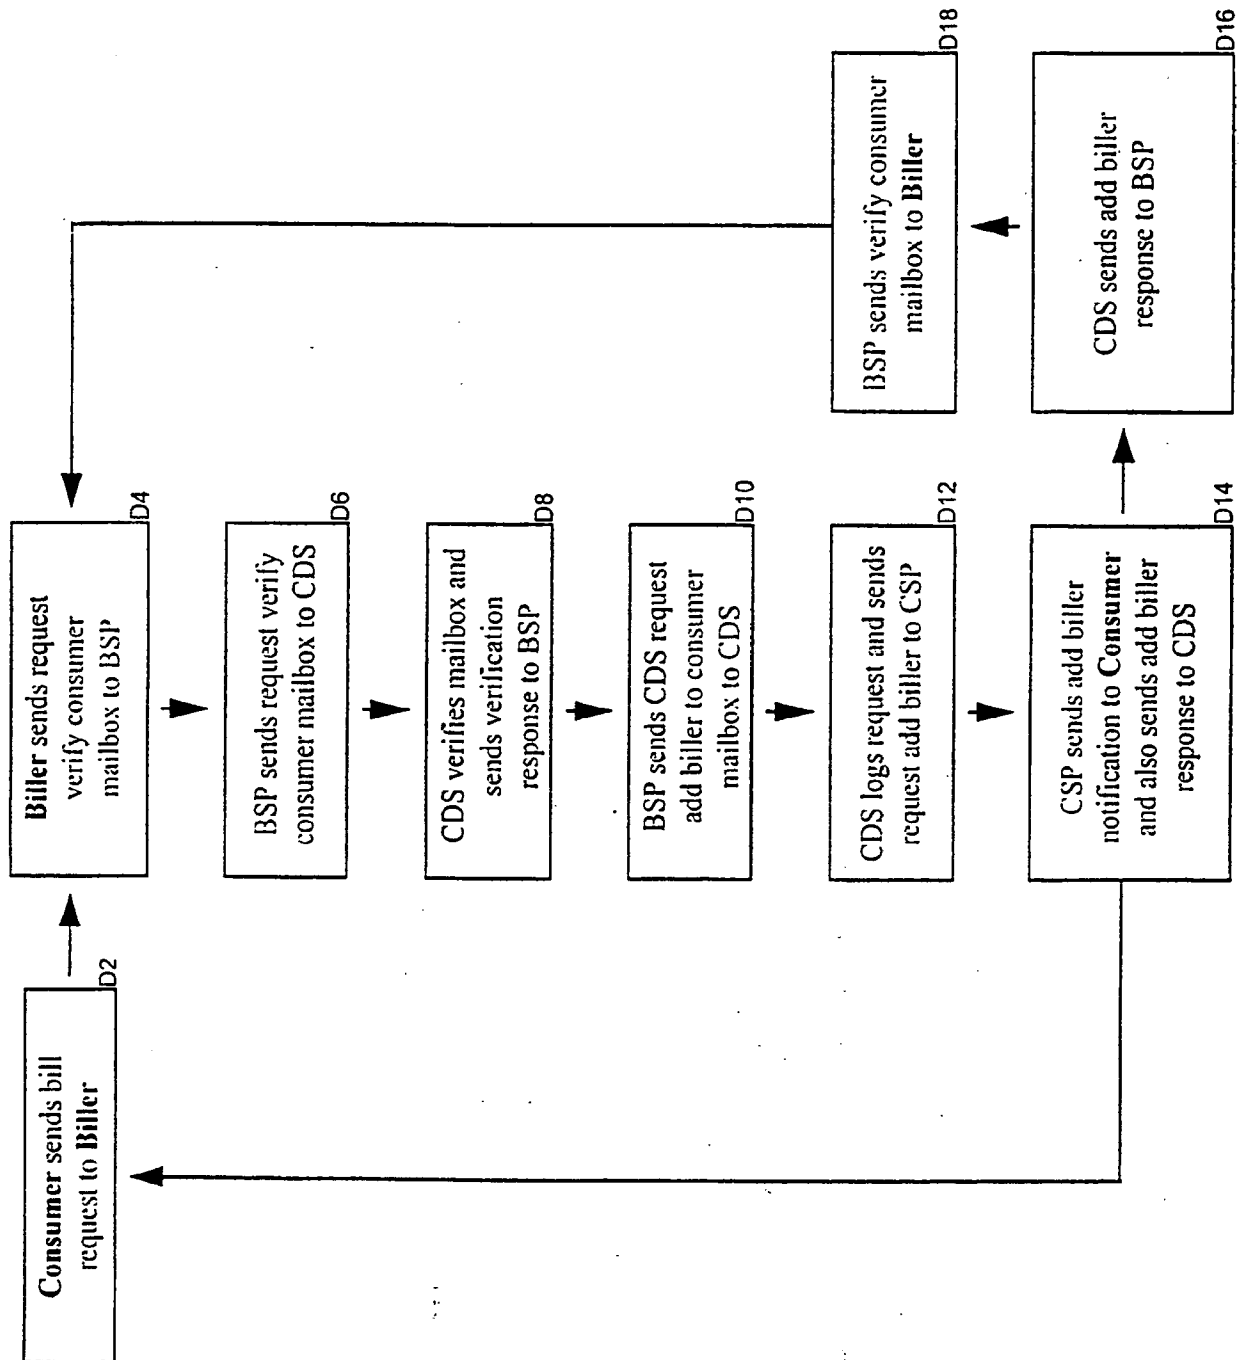 Consumer sends bill
request to Biller
D2
Biller sends request
verify consumer
mailbox to BSP
D4
BSP sends request verify
consumer mailbox to CDS
D6
CDS verifies mailbox and
sends verification
response to BSP
D8
BSP sends CDS request
add biller to consumer
mailbox to CDS
D10
CDS logs request and sends
request add biller to CSP
D12
CSP sends add biller
notification to Consumer
and also sends add biller
response to CDS
D14
CDS sends add biller
response to BSP
D16
BSP sends verify consumer
mailbox to Biller
D18